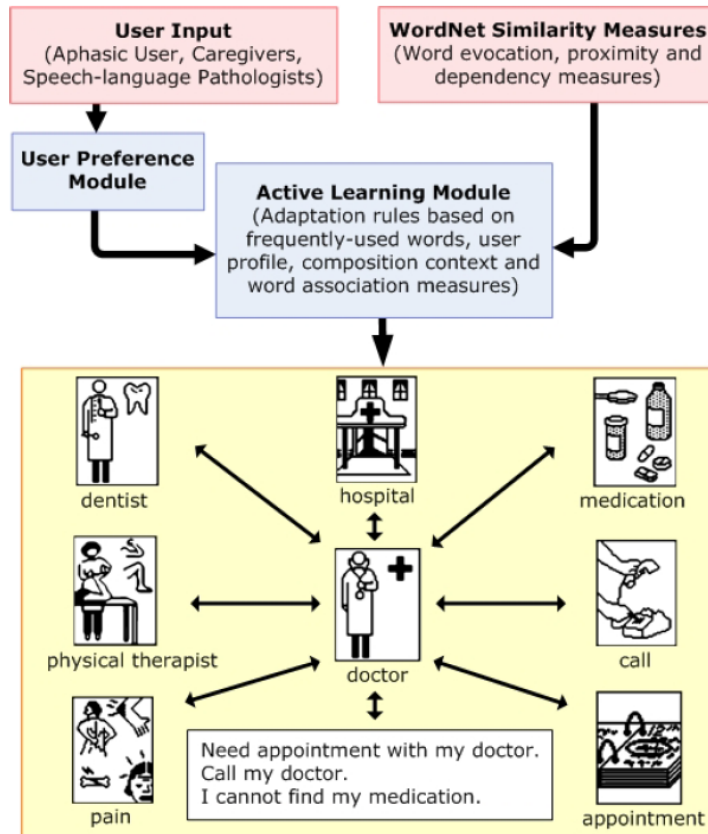 User Input
(Aphasic User, Caregivers,
Speech-language Pathologists)
WordNet Similarity Measures
(Word evocation, proximity and
dependency measures)
User Preference
Module
Active Learning Module
(Adaptation rules based on
frequently-used words, user
profile, composition context and
word association measures)
dentist
hospital
medication
physical therapist
doctor
call
pain
Need appointment with my doctor.
Call my doctor.
I cannot find my medication.
appointment